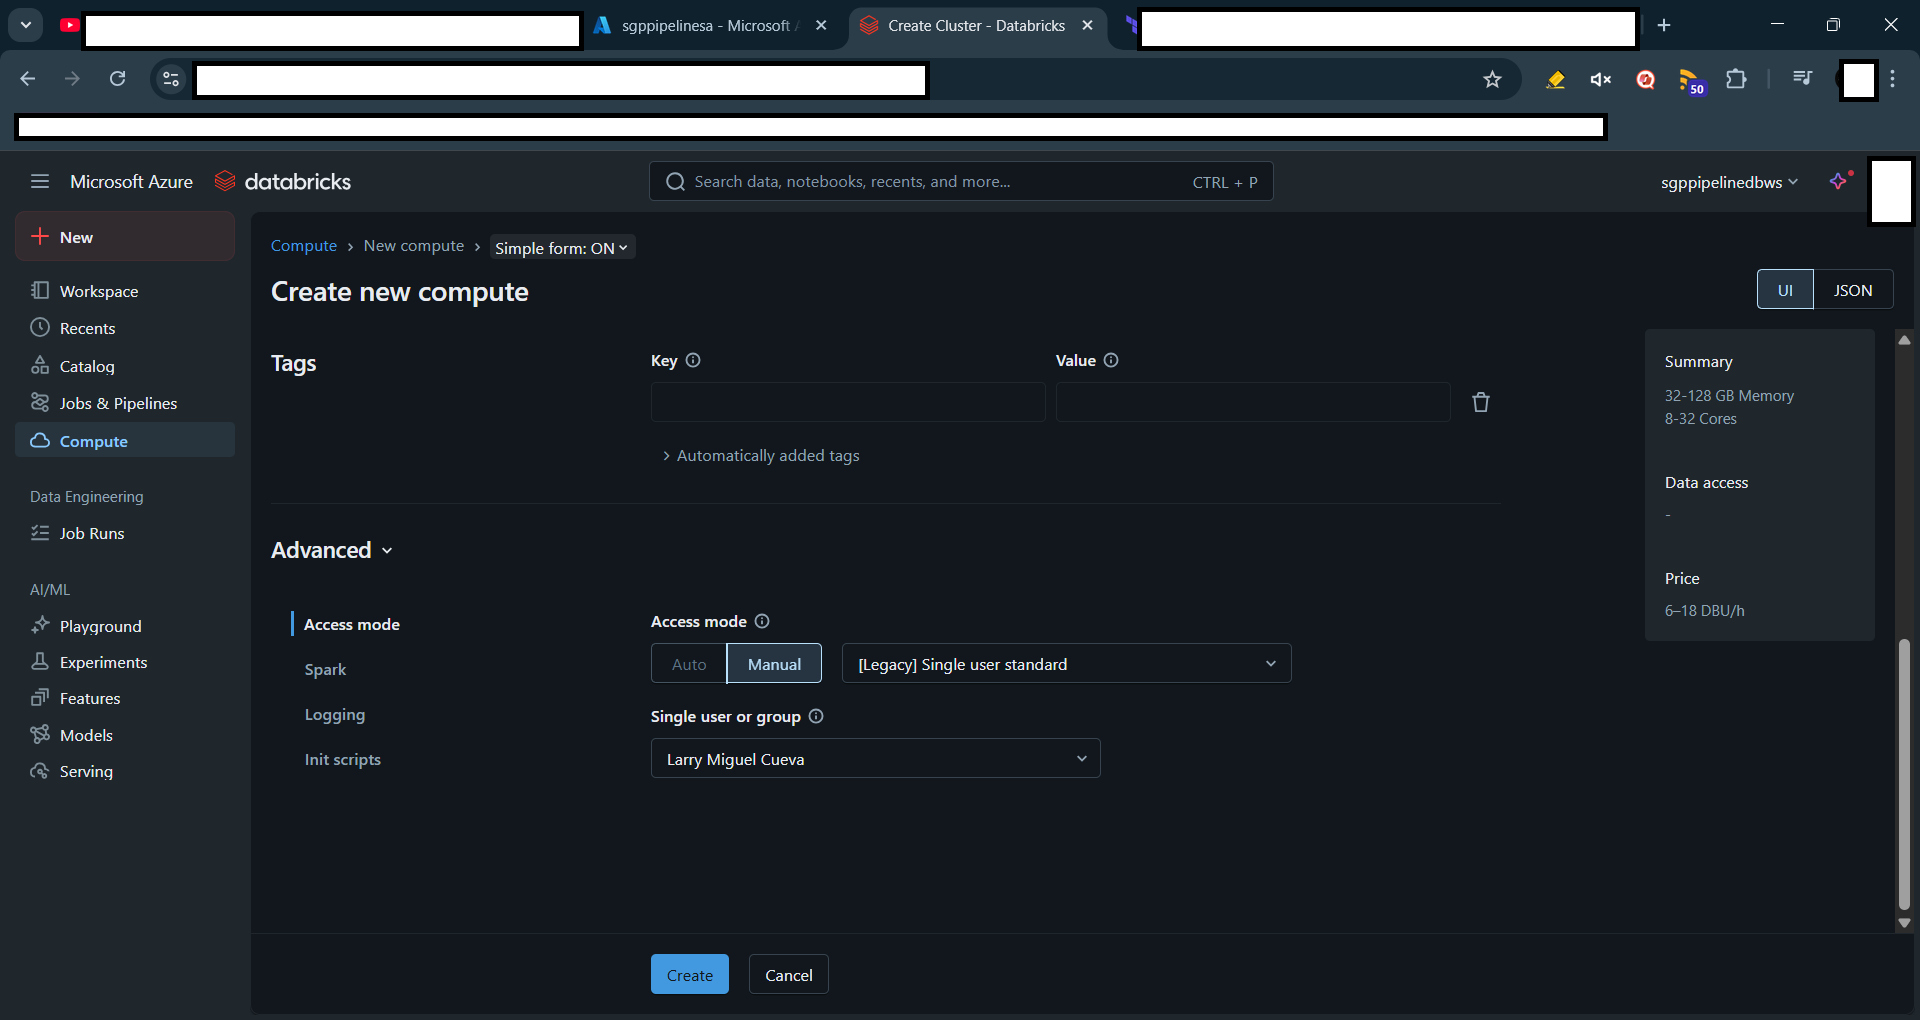 sgppipelinesa - Microsoft
Create Cluster - Databricks
50
Microsoft Azure
databricks
Search data, notebooks, recents, and more...
CTRL + P
sgppipelinedbws
New
Workspace
Recents
Catalog
Jobs & Pipelines
Compute
Data Engineering
Job Runs
AI/ML
Playground
Experiments
Features
Models
Serving
Compute › New compute › Simple form: ON
Create new compute
UI
JSON
Tags
Key
Value
Automatically added tags
Advanced
Access mode
Spark
Logging
Init scripts
Access mode
Auto
Manual
[Legacy] Single user standard
Single user or group
Larry Miguel Cueva
Summary
32-128 GB Memory
8-32 Cores
Data access
-
Price
6–18 DBU/h
Create
Cancel